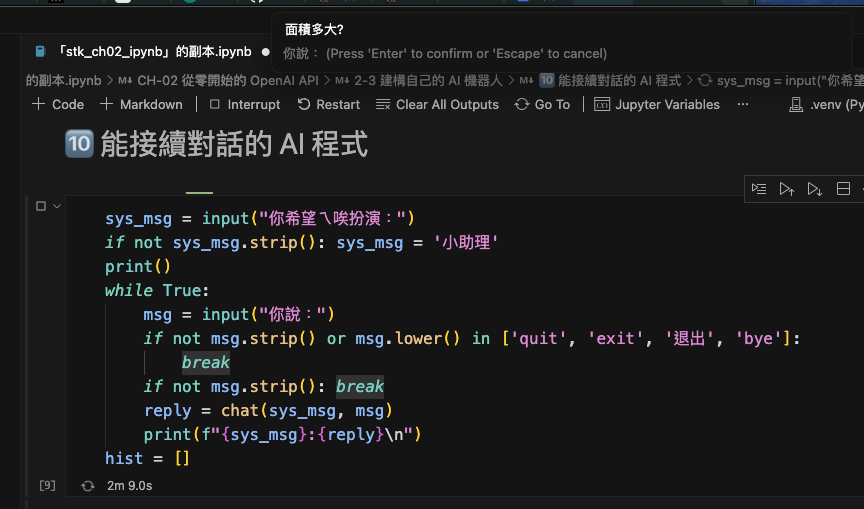 面積多大?
你說： (Press 'Enter' to confirm or 'Escape' to cancel)
「stk_ch02_ipynb」的副本.ipynb ●
的副本.ipynb > M↓ CH-02 從零開始的 OpenAI API > M↓ 2-3 建構自己的 AI 機器人 > M↓ 🔟 能接續對話的 AI 程式 > sys_msg = input("你希望
+ Code + Markdown | Interrupt Restart Clear All Outputs Go To | Jupyter Variables ··· .venv (Py
🔟 能接續對話的 AI 程式
sys_msg = input("你希望ㄟ唉扮演：")
if not sys_msg.strip(): sys_msg = '小助理'
print()
while True:
    msg = input("你說：")
    if not msg.strip() or msg.lower() in ['quit', 'exit', '退出', 'bye']:
        break
    if not msg.strip(): break
    reply = chat(sys_msg, msg)
    print(f"{sys_msg}:{reply}\n")
hist = []
[9] 2m 9.0s